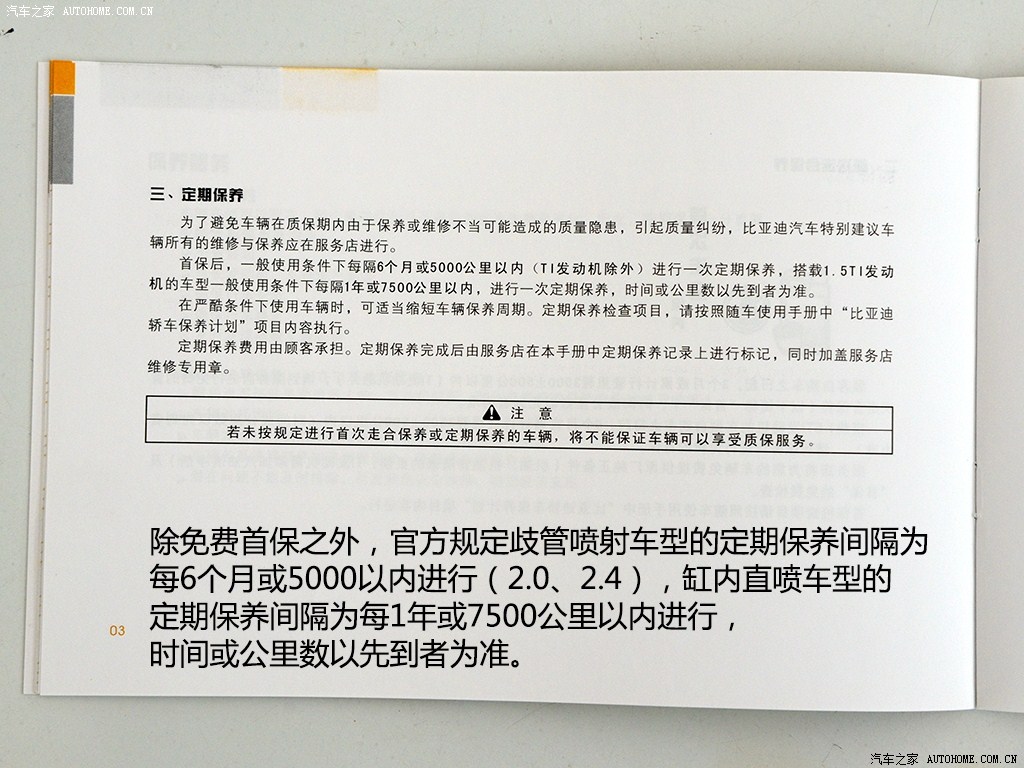 汽车之家 AUTOHOME.COM.CN
三、定期保养
为了避免车辆在质保期内由于保养或维修不当可能造成的质量隐患，引起质量纠纷，比亚迪汽车特别建议车
辆所有的维修与保养应在服务店进行。
首保后，一般使用条件下每隔6个月或5000公里以内（TI发动机除外）进行一次定期保养，搭载1.5TI发动
机的车型一般使用条件下每隔1年或7500公里以内，进行一次定期保养，时间或公里数以先到者为准。
在严酷条件下使用车辆时，可适当缩短车辆保养周期。定期保养检查项目，请按照随车使用手册中“比亚迪
轿车保养计划”项目内容执行。
定期保养费用由顾客承担。定期保养完成后由服务店在本手册中定期保养记录上进行标记，同时加盖服务店
维修专用章。
注 意
若未按规定进行首次走合保养或定期保养的车辆，将不能保证车辆可以享受质保服务。
除免费首保之外，官方规定歧管喷射车型的定期保养间隔为
每6个月或5000以内进行（2.0、2.4），缸内直喷车型的
定期保养间隔为每1年或7500公里以内进行，
时间或公里数以先到者为准。
03
汽车之家 AUTOHOME.COM.CN